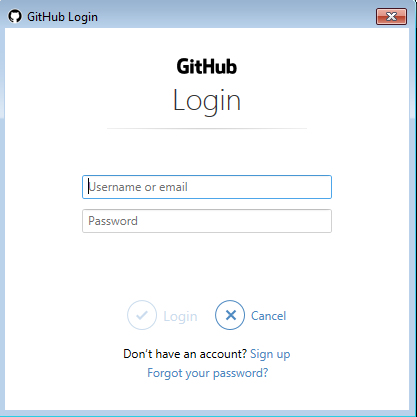 GitHub Login
GitHub
Login
Username or email
Password
Login Cancel
Don't have an account? Sign up
Forgot your password?